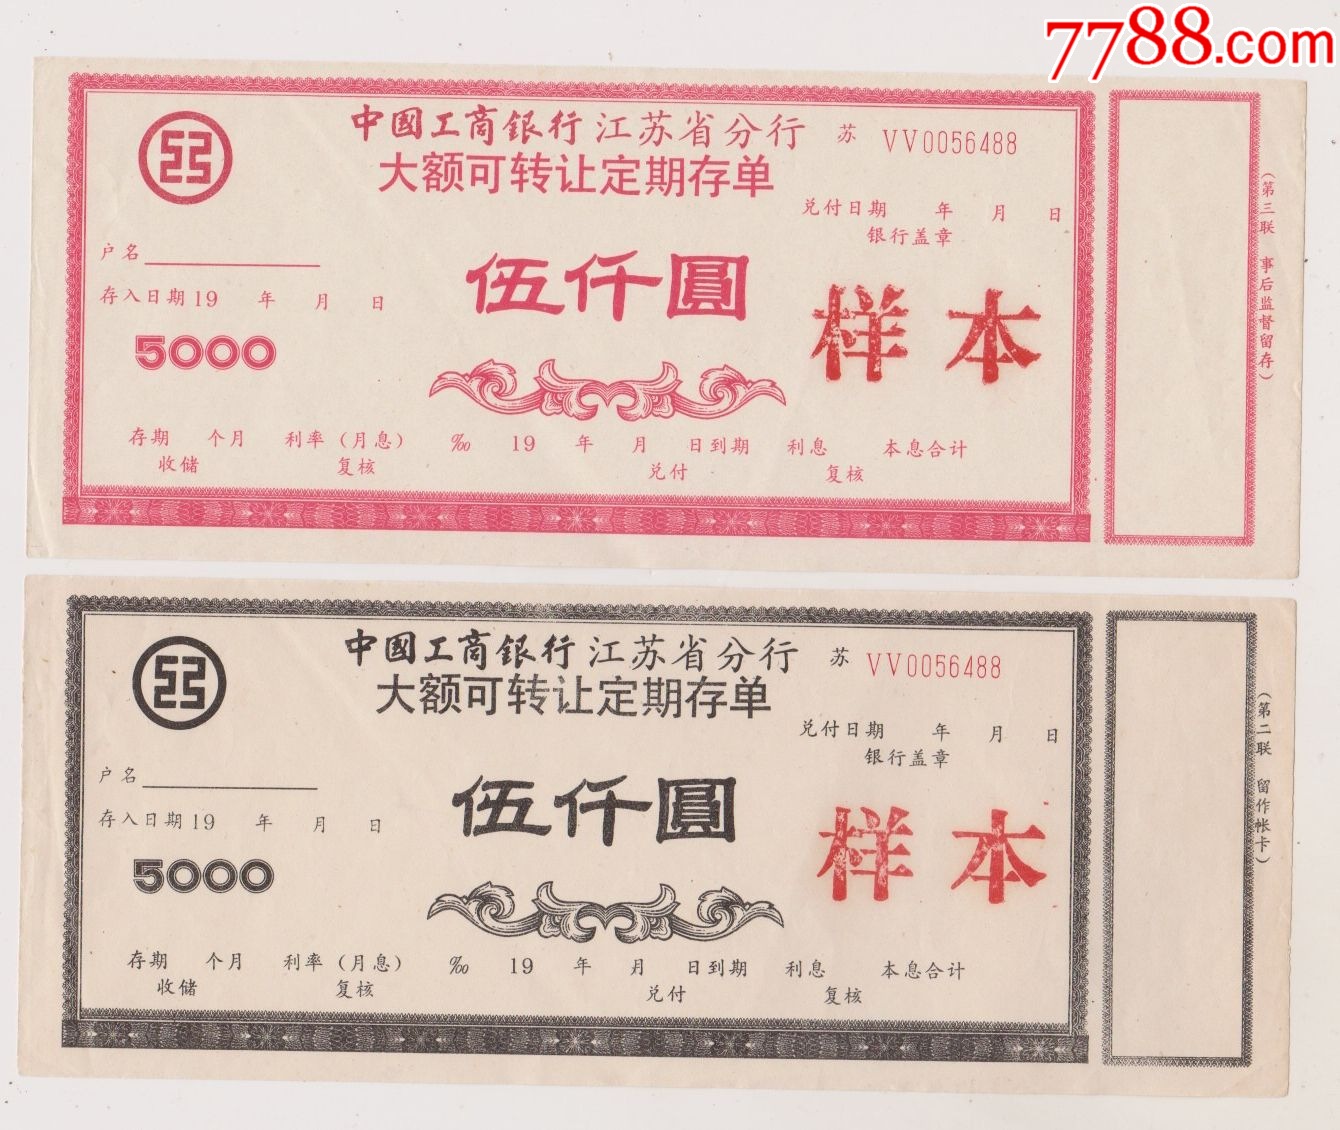 7788.com
中國工商銀行江苏省分行 苏 VV0056488
大额可转让定期存单
兑付日期 年 月 日
银行盖章
户名
存入日期19 年 月 日
伍仟圓
样本
5000
存期 个月 利率（月息） ‰ 19 年 月 日到期 利息 本息合计
收储 复核 兑付 复核
（第三联 事后监督留存）
中國工商銀行江苏省分行 苏 VV0056488
大额可转让定期存单
兑付日期 年 月 日
银行盖章
户名
存入日期19 年 月 日
伍仟圓
样本
5000
存期 个月 利率（月息） ‰ 19 年 月 日到期 利息 本息合计
收储 复核 兑付 复核
（第二联 留作帐卡）